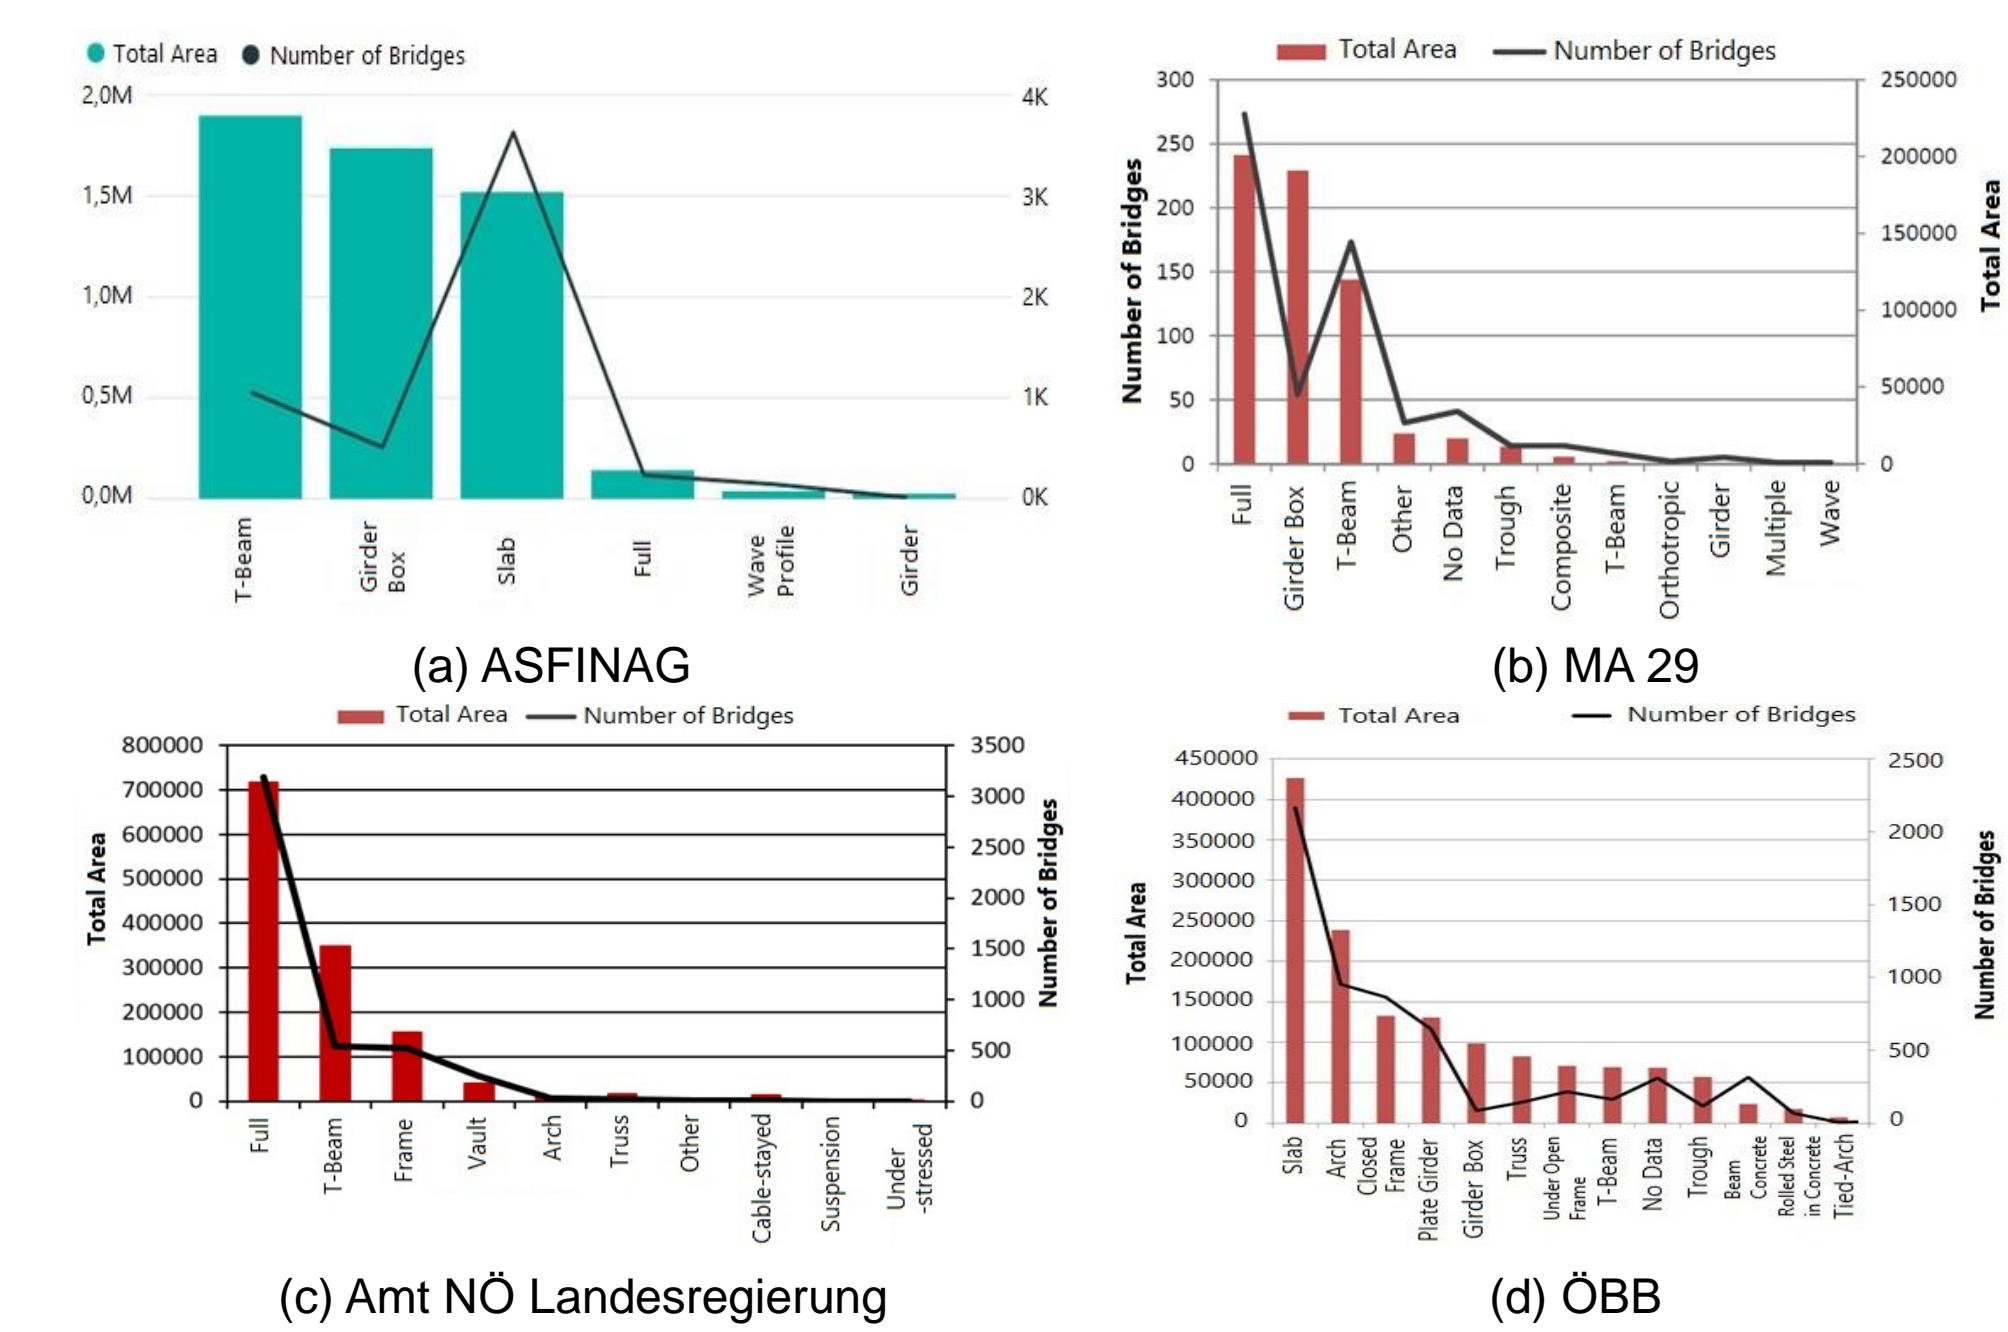 Total Area Number of Bridges
2,0M
1,5M
1,0M
0,5M
0,0M
4K
3K
2K
1K
0K
T-Beam
Girder
Box
Slab
Full
Wave
Profile
Girder
(a) ASFINAG
Total Area Number of Bridges
Number of Bridges
300
250
200
150
100
50
0
250000
200000
150000
100000
50000
0
Total Area
Full
Girder Box
T-Beam
Other
No Data
Trough
Composite
T-Beam
Orthotropic
Girder
Multiple
Wave
(b) MA 29
Total Area Number of Bridges
Total Area
800000
700000
600000
500000
400000
300000
200000
100000
0
3500
3000
2500
2000
1500
1000
500
0
Number of Bridges
Full
T-Beam
Frame
Vault
Arch
Truss
Other
Cable-stayed
Suspension
Under
-stressed
(c) Amt NÖ Landesregierung
Total Area Number of Bridges
Total Area
450000
400000
350000
300000
250000
200000
150000
100000
50000
0
2500
2000
1500
1000
500
0
Number of Bridges
Slab
Arch
Closed
Frame
Plate Girder
Girder Box
Truss
Under Open
Frame
T-Beam
No Data
Trough
Beam
Concrete
Rolled Steel
in Concrete
Tied-Arch
(d) ÖBB